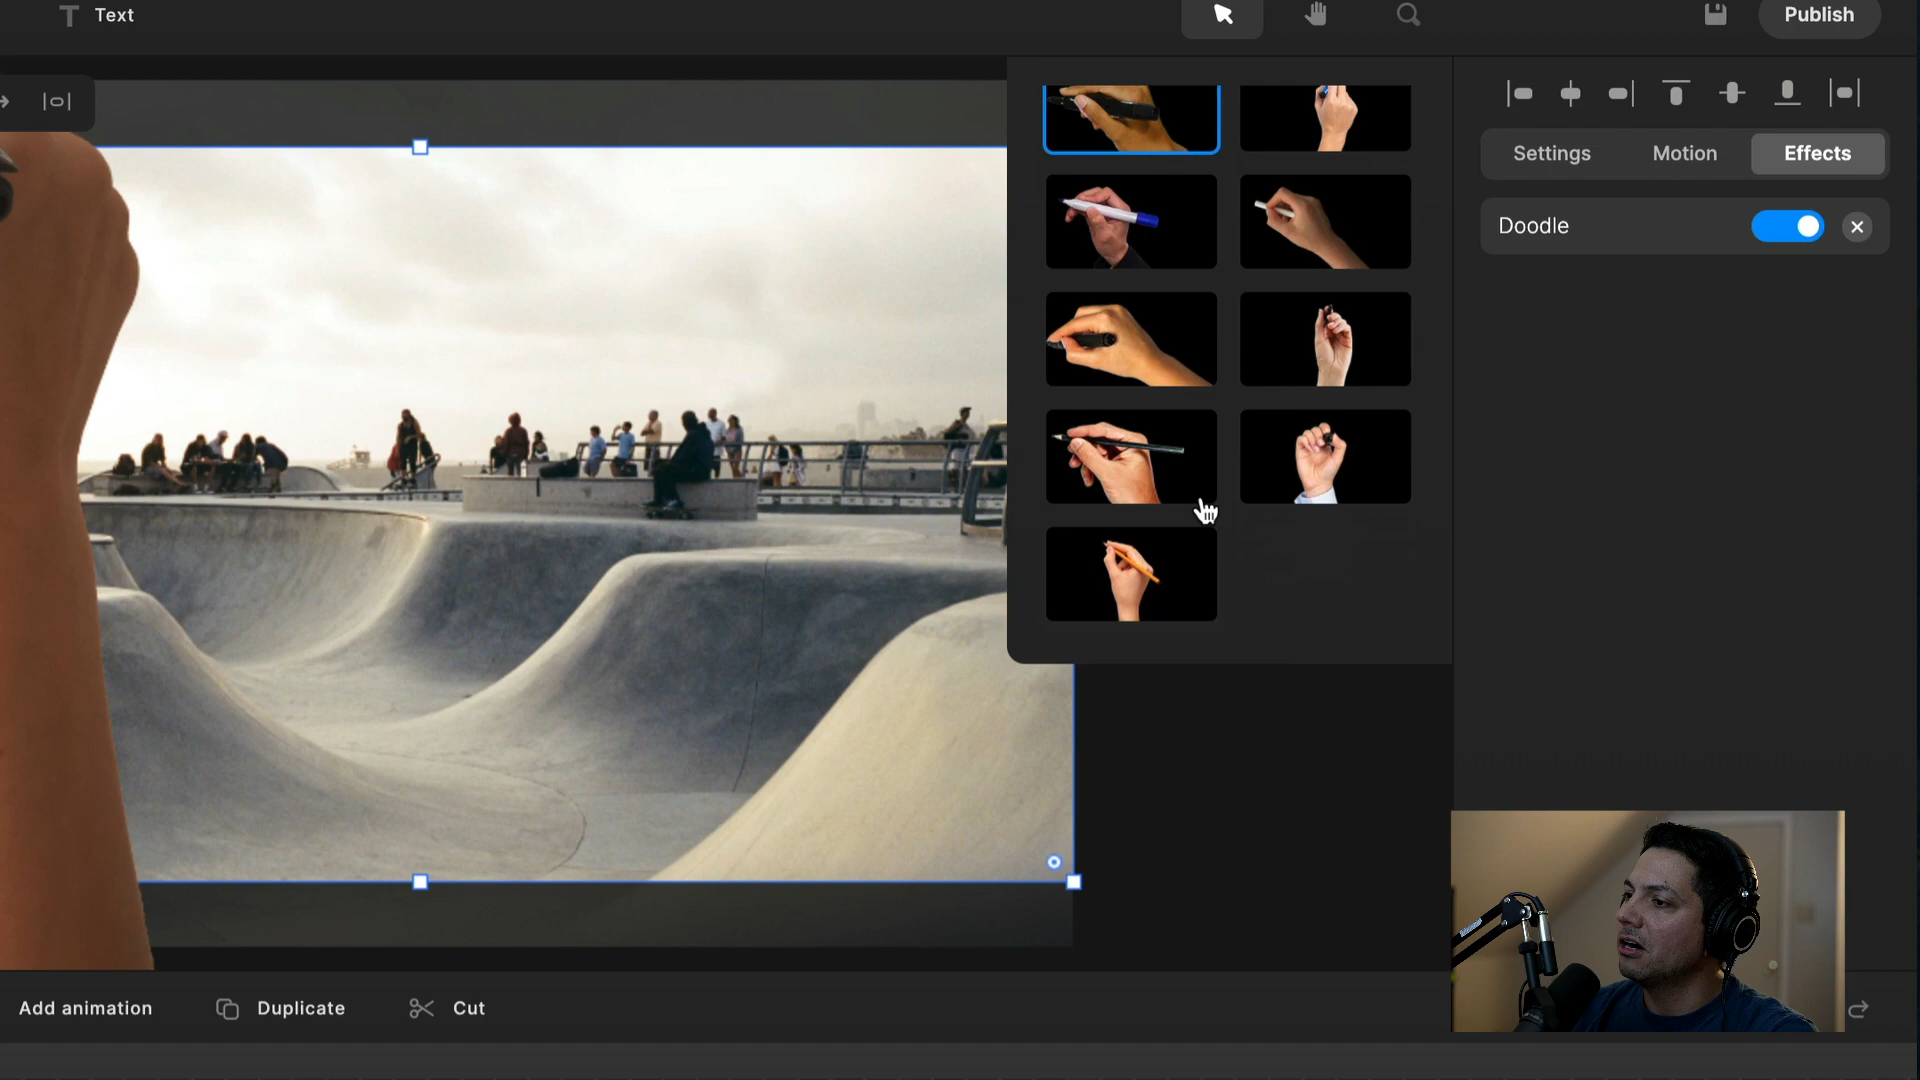 Text
Publish
Settings Motion Effects
Doodle
Add animation Duplicate Cut